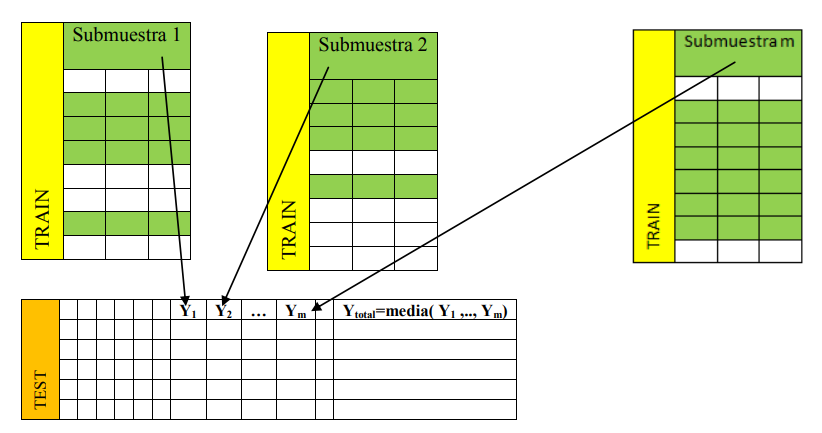 Submuestra 1
TRAIN
Submuestra 2
TRAIN
Submuestra m
TRAIN
TEST
Y1 Y2 … Ym Ytotal=media( Y1 ,.., Ym)